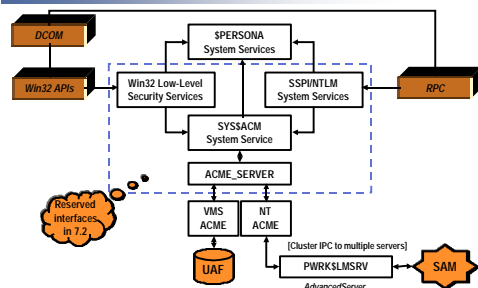 DCOM
$PERSONA
System Services
Win32 APIs
Win32 Low-Level
Security Services
SSPI/NTLM
System Services
RPC
SYS$ACM
System Service
ACME_SERVER
Reserved
interfaces
in 7.2
VMS
ACME
NT
ACME
[Cluster IPC to multiple servers]
UAF
PWRK$LMSRV
SAM
AdvancedServer